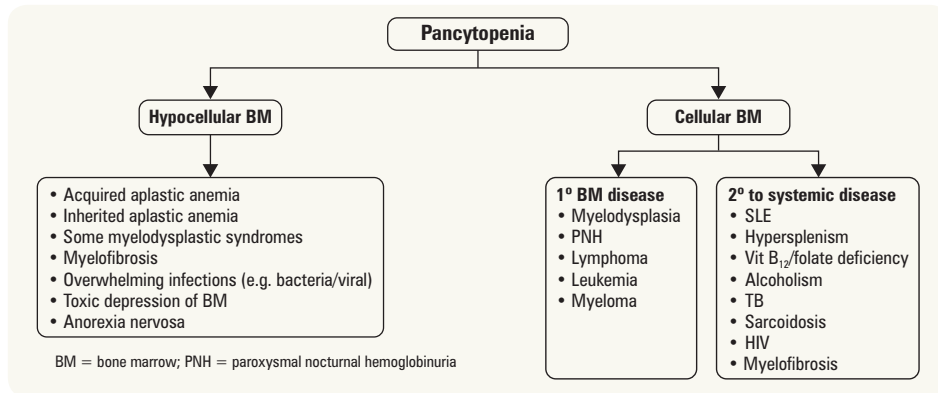 Pancytopenia
Hypocellular BM
Cellular BM
• Acquired aplastic anemia
• Inherited aplastic anemia
• Some myelodysplastic syndromes
• Myelofibrosis
• Overwhelming infections (e.g. bacteria/viral)
• Toxic depression of BM
• Anorexia nervosa
1º BM disease
• Myelodysplasia
• PNH
• Lymphoma
• Leukemia
• Myeloma
2º to systemic disease
• SLE
• Hypersplenism
• Vit B₁₂/folate deficiency
• Alcoholism
• TB
• Sarcoidosis
• HIV
• Myelofibrosis
BM = bone marrow; PNH = paroxysmal nocturnal hemoglobinuria